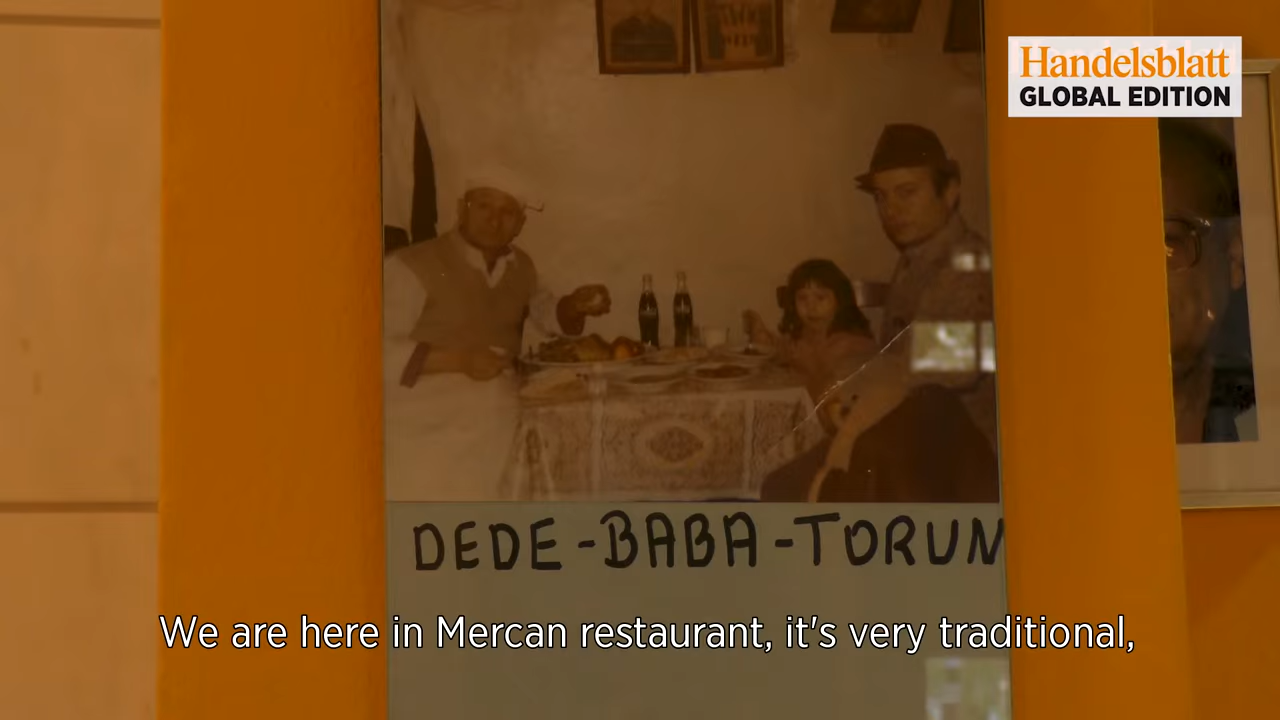 Handelsblatt
GLOBAL EDITION
DEDE-BABA-TORUN
We are here in Mercan restaurant, it's very traditional,